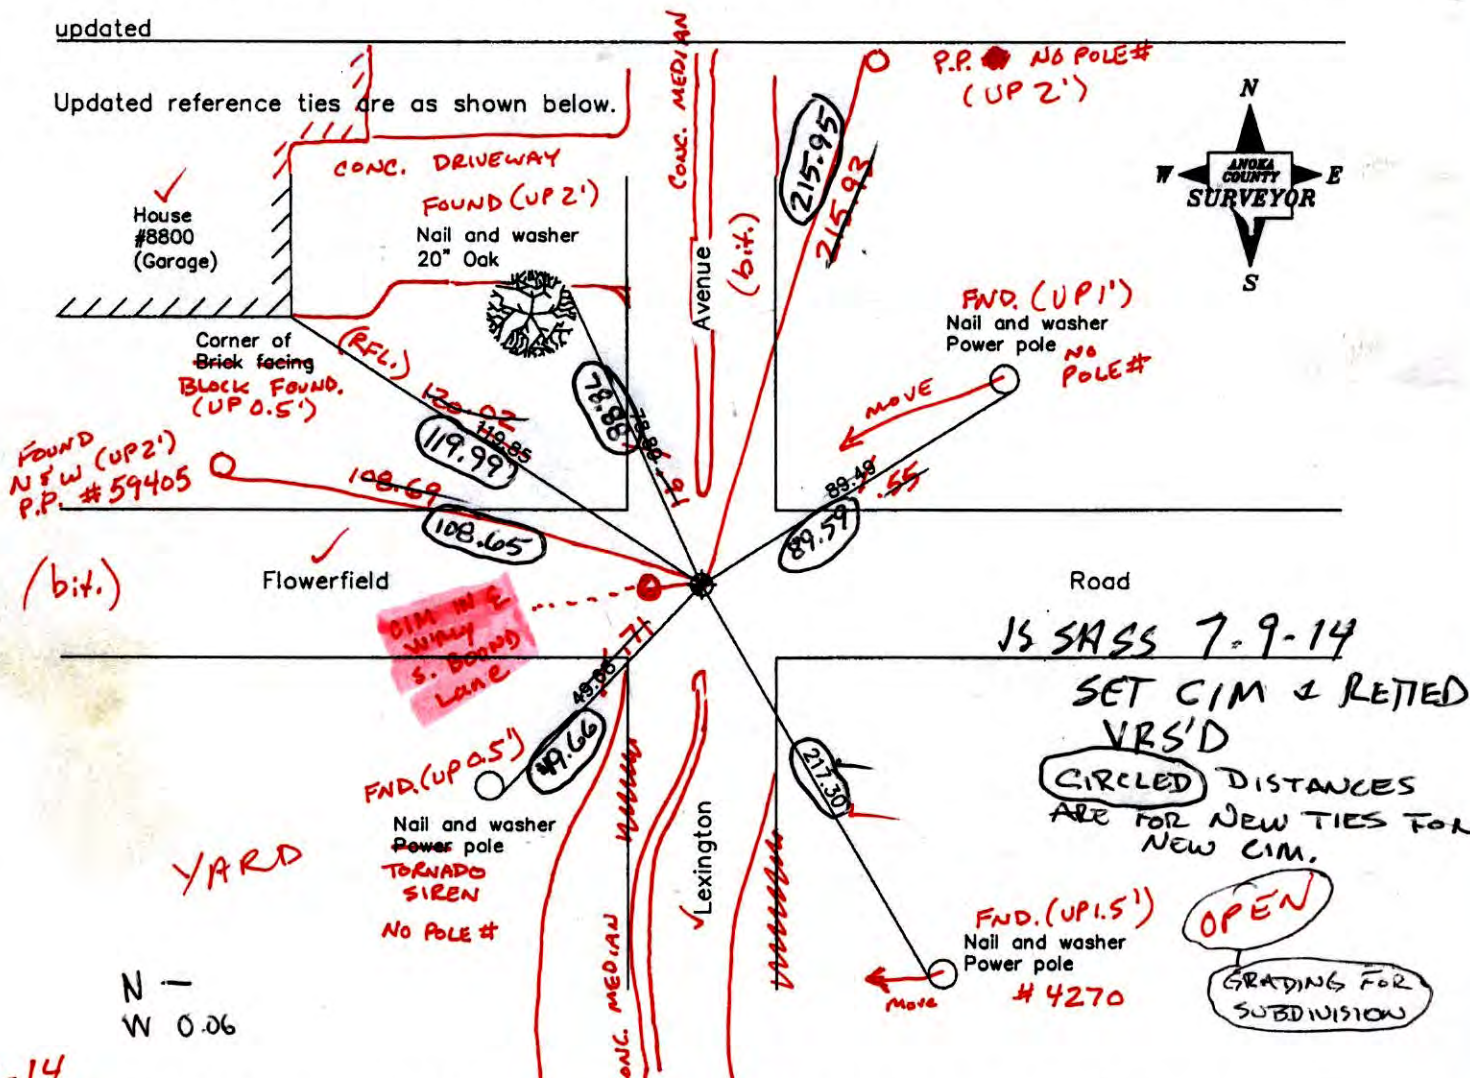 updated
Updated reference ties are as shown below.
CONC. MEDIAN
P.P. NO POLE #
(UP 2')
N
W
E
S
ANOKA
COUNTY
SURVEYOR
CONC. DRIVEWAY
House
#8800
(Garage)
FOUND (UP 2')
Nail and washer
20" Oak
Avenue
(bit.)
215.95
215.93
FND. (UP 1')
Nail and washer
Power pole
NO
POLE #
MOVE
Corner of
Brick facing
BLOCK FOUND.
(UP 0.5')
(RFL.)
120.02
119.85
119.99
78.88
FOUND
N & W (UP 2')
P.P. # 59405
108.69
108.65
89.49
.55
89.59
(bit.)
Flowerfield
Road
CIM IN
S. BOUND
LANE
.71
49.66
JS SASS 7-9-14
SET CIM & RETIED
VRS'D
CIRCLED DISTANCES
ARE FOR NEW TIES FOR
NEW CIM.
FND. (UP 0.5')
Nail and washer
Power pole
TORNADO
SIREN
NO POLE #
YARD
217.30
Lexington
CONC. MEDIAN
FND. (UP 1.5')
Nail and washer
Power pole
# 4270
Move
OPEN
GRADING FOR
SUBDIVISION
N —
W 0.06
-14